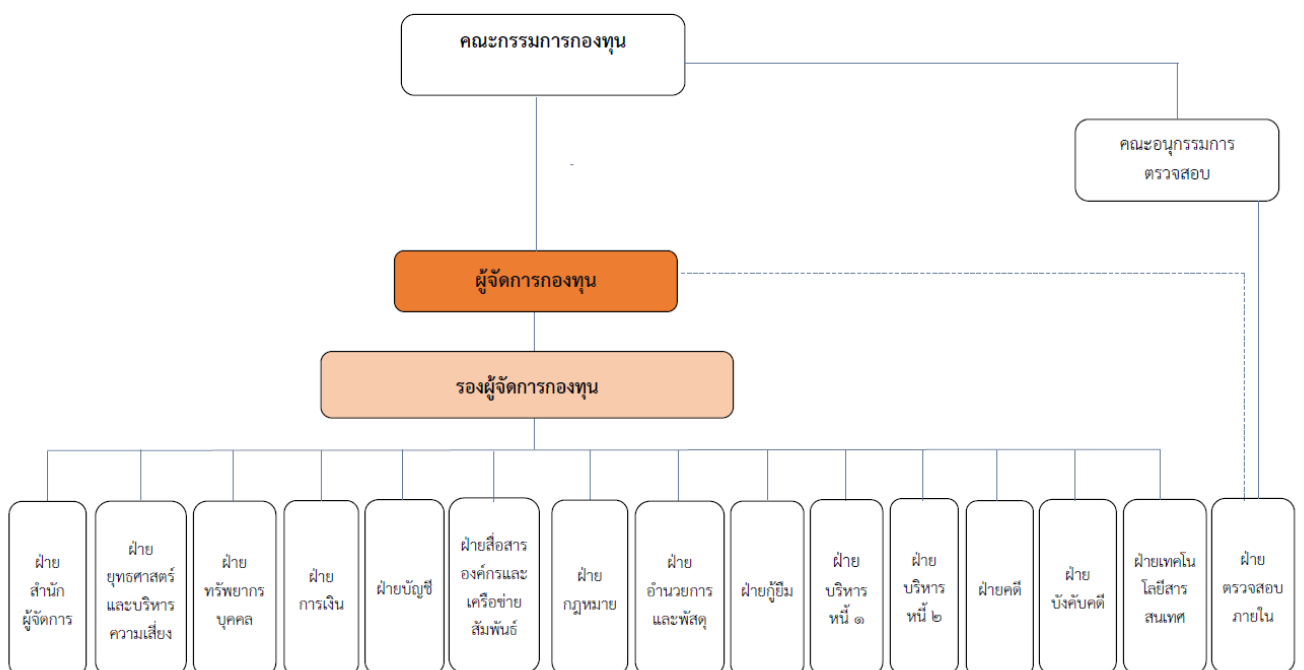 คณะกรรมการกองทุน
คณะอนุกรรมการ
ตรวจสอบ
ผู้จัดการกองทุน
รองผู้จัดการกองทุน
ฝ่าย
สำนัก
ผู้จัดการ
ฝ่าย
ยุทธศาสตร์
และบริหาร
ความเสี่ยง
ฝ่าย
ทรัพยากร
บุคคล
ฝ่าย
การเงิน
ฝ่ายบัญชี
ฝ่ายสื่อสาร
องค์กรและ
เครือข่าย
สัมพันธ์
ฝ่าย
กฎหมาย
ฝ่าย
อำนวยการ
และพัสดุ
ฝ่ายกู้ยืม
ฝ่าย
บริหาร
หนี้ ๑
ฝ่าย
บริหาร
หนี้ ๒
ฝ่ายคดี
ฝ่าย
บังคับคดี
ฝ่ายเทคโน
โลยีสาร
สนเทศ
ฝ่าย
ตรวจสอบ
ภายใน